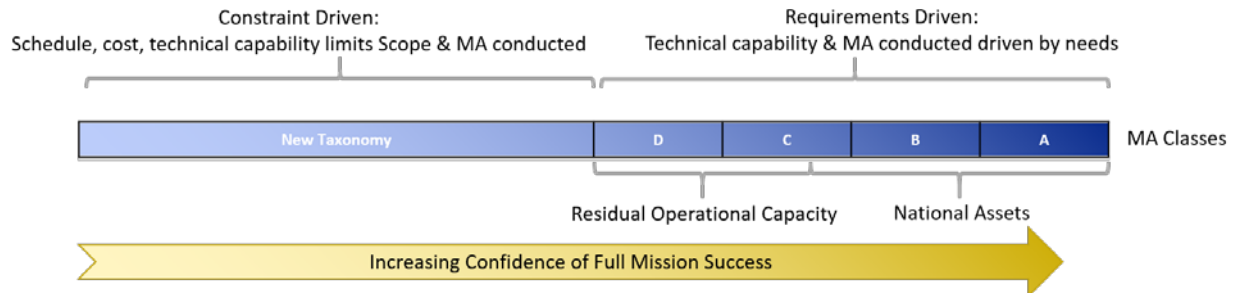 Constraint Driven:
Schedule, cost, technical capability limits Scope & MA conducted
Requirements Driven:
Technical capability & MA conducted driven by needs
New Taxonomy
D
C
B
A
MA Classes
Residual Operational Capacity
National Assets
Increasing Confidence of Full Mission Success